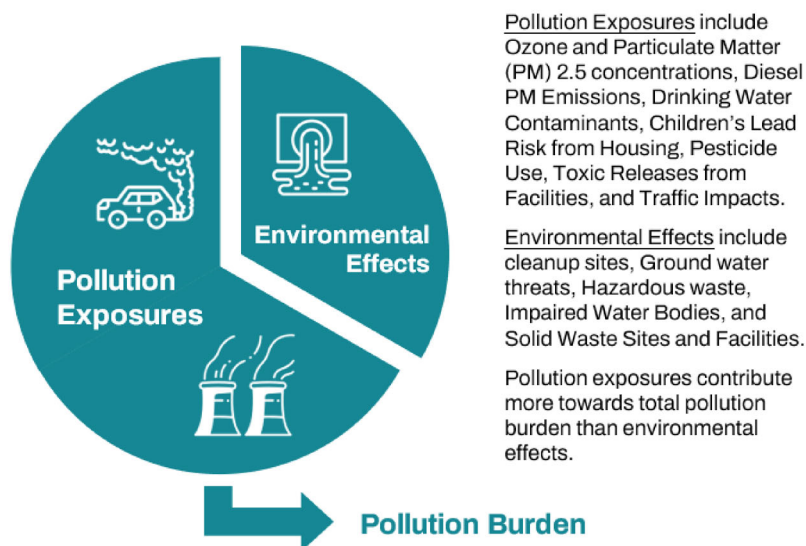 Pollution
Exposures
Environmental
Effects
Pollution Burden
Pollution Exposures include
Ozone and Particulate Matter
(PM) 2.5 concentrations, Diesel
PM Emissions, Drinking Water
Contaminants, Children’s Lead
Risk from Housing, Pesticide
Use, Toxic Releases from
Facilities, and Traffic Impacts.
Environmental Effects include
cleanup sites, Ground water
threats, Hazardous waste,
Impaired Water Bodies, and
Solid Waste Sites and Facilities.
Pollution exposures contribute
more towards total pollution
burden than environmental
effects.